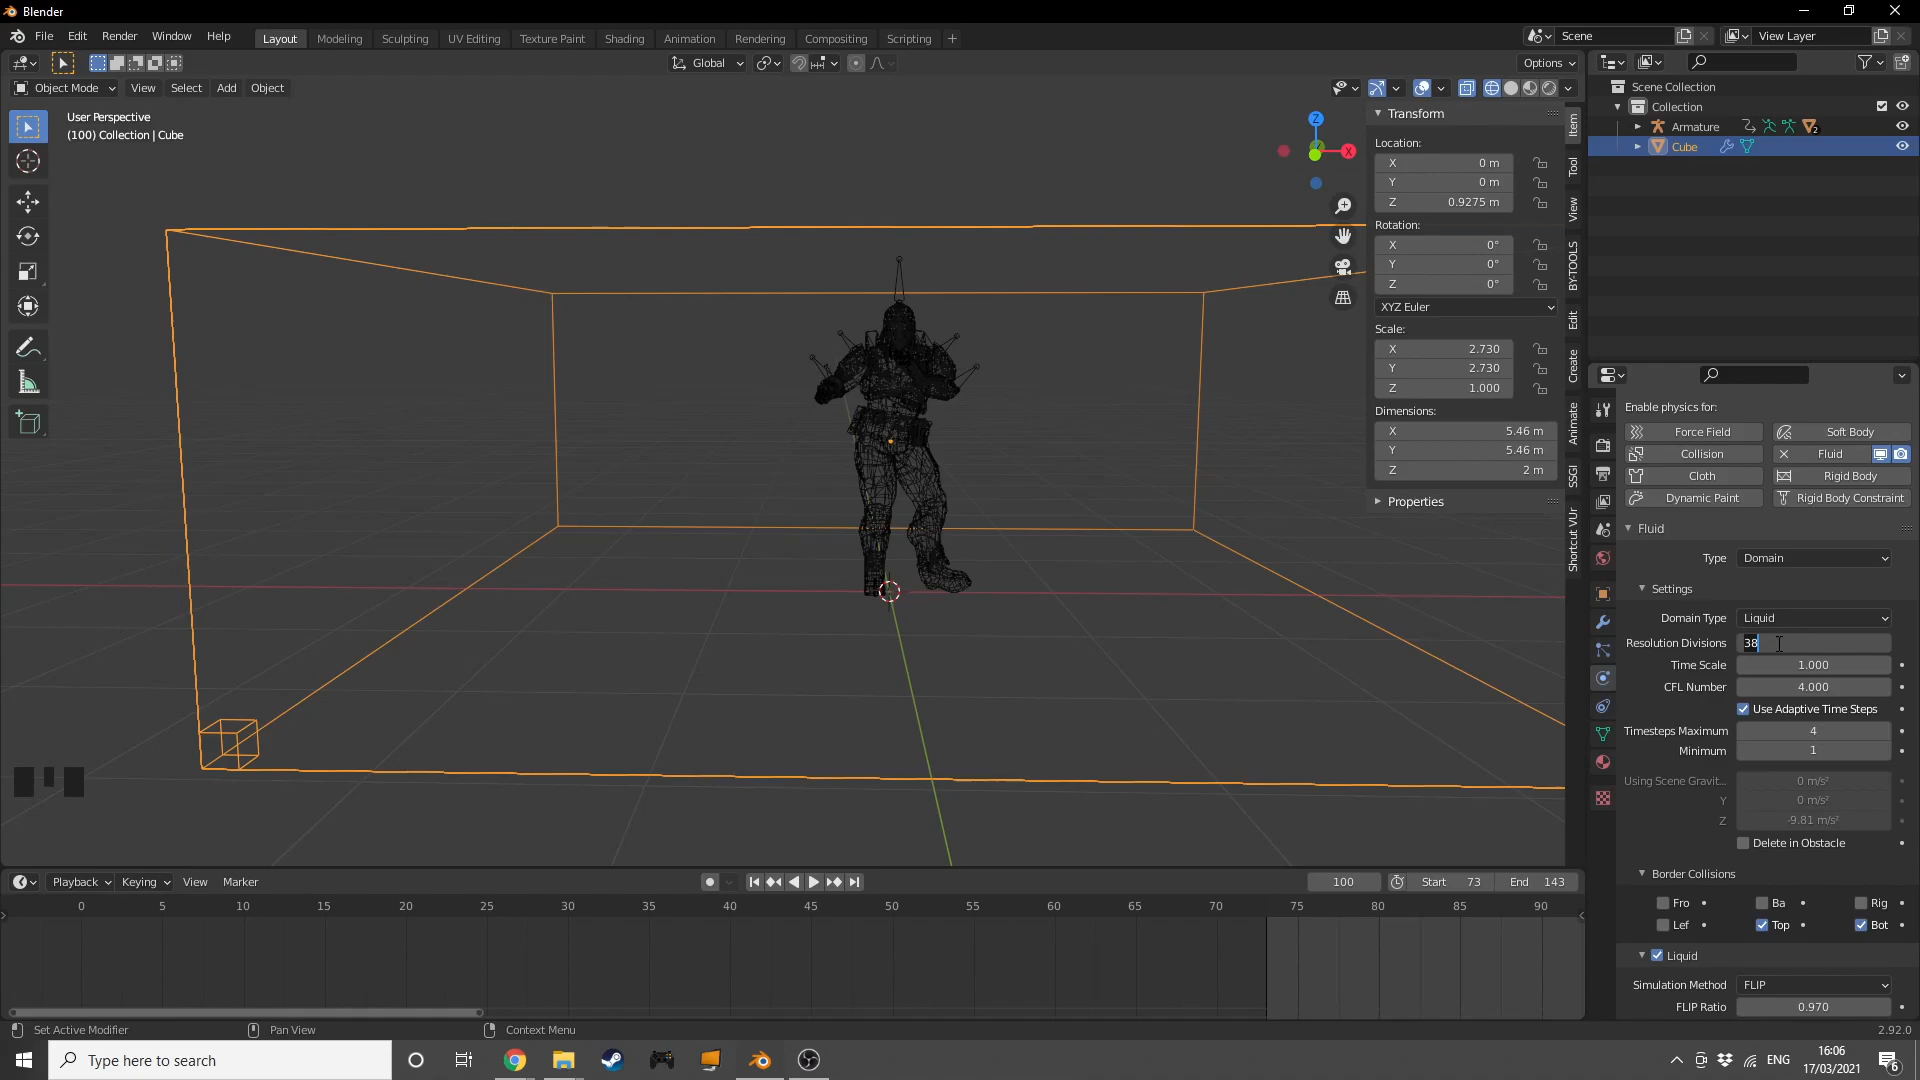 Blender
File Edit Render Window Help
Layout Modeling Sculpting UV Editing Texture Paint Shading Animation Rendering Compositing Scripting +
Scene View Layer
Global Options
Object Mode View Select Add Object
User Perspective
(100) Collection | Cube
Z
X
Transform
Location:
X 0 m
Y 0 m
Z 0.9275 m
Rotation:
X 0°
Y 0°
Z 0°
XYZ Euler
Scale:
X 2.730
Y 2.730
Z 1.000
Dimensions:
X 5.46 m
Y 5.46 m
Z 2 m
Properties
Item
Tool
View
BY-TOOLS
Edit
Create
Animate
SSGI
Shortcut VUr
Scene Collection
Collection
Armature 2
Cube
Enable physics for:
Force Field Soft Body
Collision Fluid
Cloth Rigid Body
Dynamic Paint Rigid Body Constraint
Fluid
Type Domain
Settings
Domain Type Liquid
Resolution Divisions 38
Time Scale 1.000
CFL Number 4.000
Use Adaptive Time Steps
Timesteps Maximum 4
Minimum 1
Using Scene Gravit... 0 m/s²
Y 0 m/s²
Z -9.81 m/s²
Delete in Obstacle
Border Collisions
Fro Ba Rig
Lef Top Bot
Liquid
Simulation Method FLIP
FLIP Ratio 0.970
Playback Keying View Marker
100 Start 73 End 143
0 5 10 15 20 25 30 35 40 45 50 55 60 65 70 75 80 85 90
Set Active Modifier Pan View Context Menu
2.92.0
Type here to search
ENG
16:06
17/03/2021
6